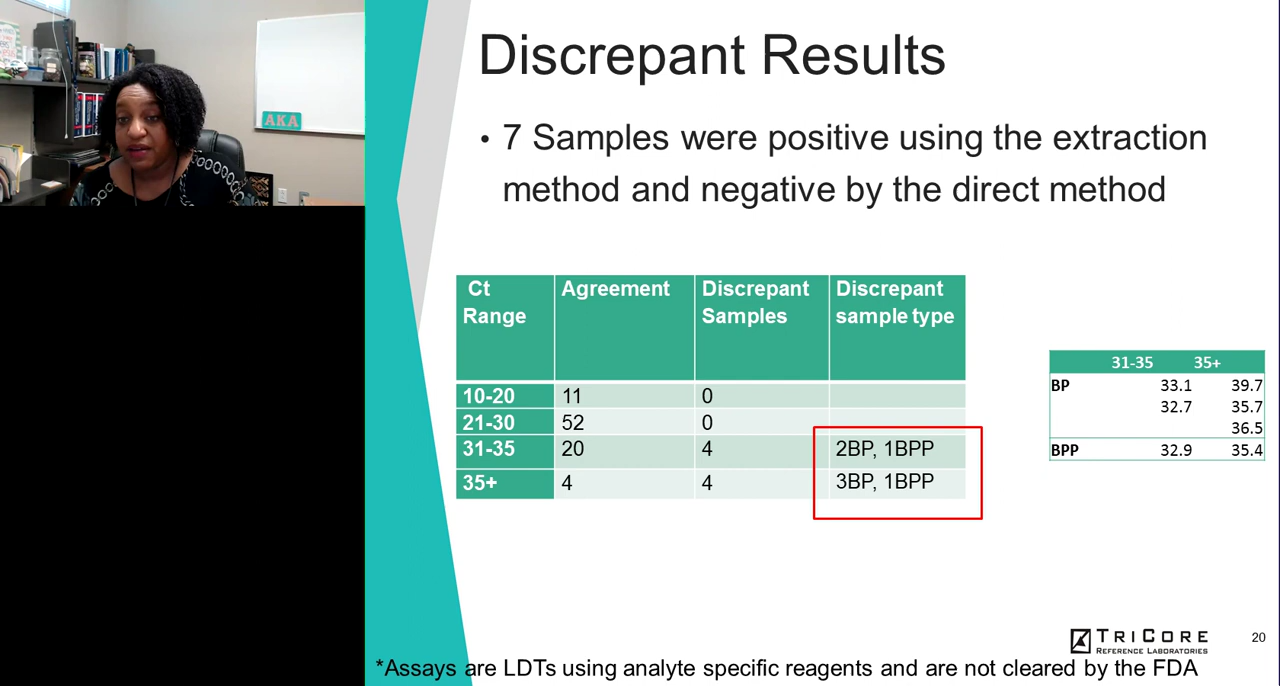 AKA
Discrepant Results
• 7 Samples were positive using the extraction
method and negative by the direct method
Ct Range Agreement Discrepant Samples Discrepant sample type
10-20 11 0
21-30 52 0
31-35 20 4 2BP, 1BPP
35+ 4 4 3BP, 1BPP
31-35 35+
BP 33.1 39.7
32.7 35.7
36.5
BPP 32.9 35.4
TRICORE
REFERENCE LABORATORIES
20
*Assays are LDTs using analyte specific reagents and are not cleared by the FDA